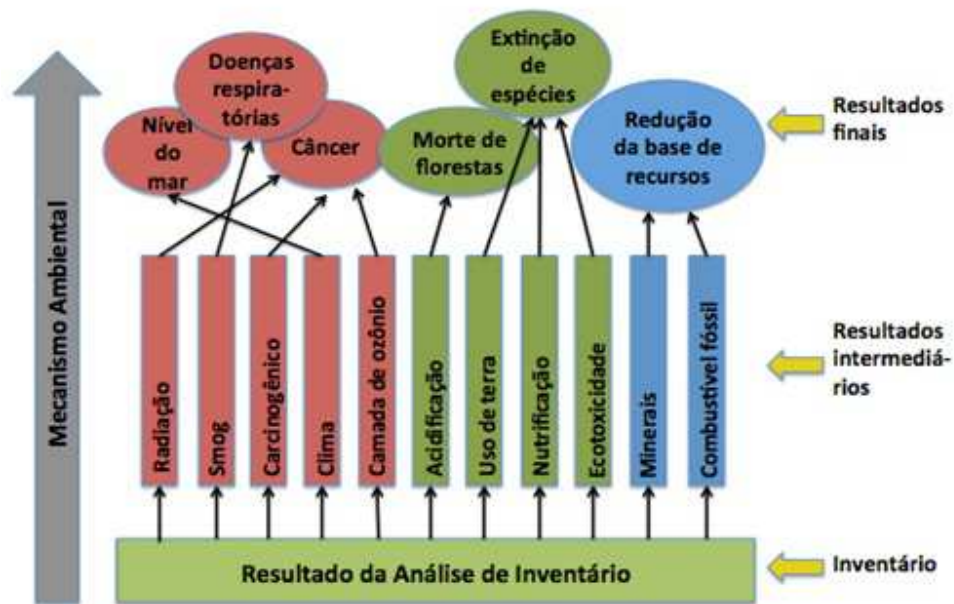 Mecanismo Ambiental
Doenças
respira-
tórias
Nível
do
mar
Câncer
Extinção
de
espécies
Morte de
florestas
Redução
da base de
recursos
Resultados
finais
Radiação
Smog
Carcinogênico
Clima
Camada de ozônio
Acidificação
Uso de terra
Nutrificação
Ecotoxicidade
Minerais
Combustível fóssil
Resultados
intermediá-
rios
Resultado da Análise de Inventário
Inventário